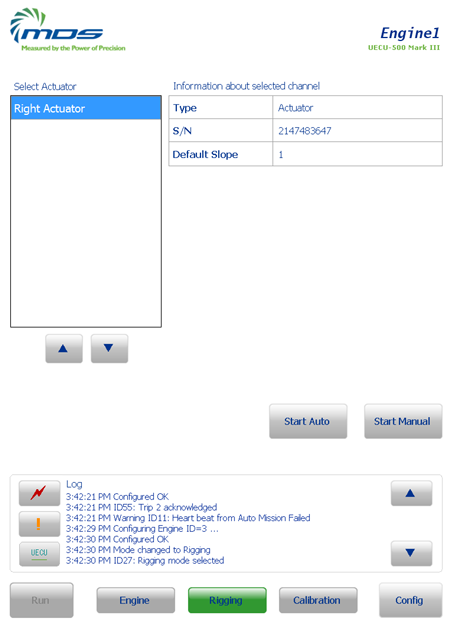 mds
Measured by the Power of Precision
Engine1
UECU-500 Mark III
Select Actuator
Information about selected channel
Right Actuator
Type Actuator
S/N 2147483647
Default Slope 1
Start Auto
Start Manual
Log
3:42:21 PM Configured OK
3:42:21 PM ID55: Trip 2 acknowledged
3:42:21 PM Warning ID11: Heart beat from Auto Mission Failed
3:42:29 PM Configuring Engine ID=3 ...
3:42:30 PM Configured OK
3:42:30 PM Mode changed to Rigging
3:42:30 PM ID27: Rigging mode selected
!
UECU
Run
Engine
Rigging
Calibration
Config